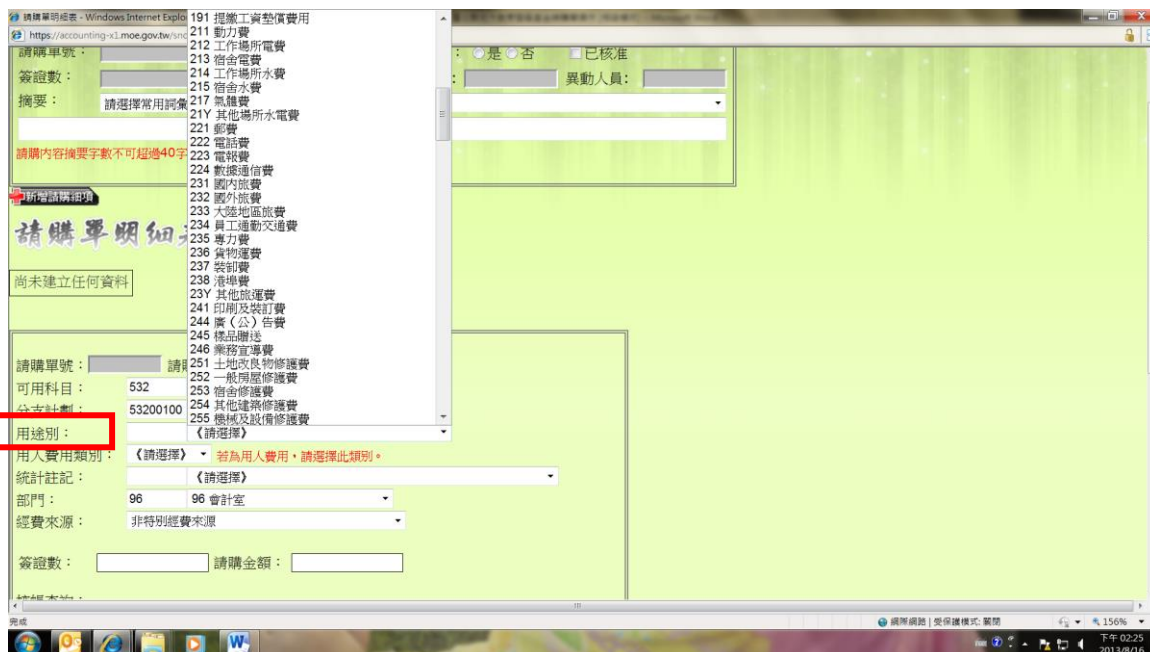 請購單明細表 - Windows Internet Explo
https://accounting-x1.moe.gov.tw/snc
請購單號：
：○是○否 已核准
簽證數：
： 異動人員：
摘要： 請選擇常用詞彙
請購內容摘要字數不可超過40字
新增請購細項
請購單明細
尚未建立任何資料
191 提繳工資墊償費用
211 動力費
212 工作場所電費
213 宿舍電費
214 工作場所水費
215 宿舍水費
217 氣體費
21Y 其他場所水電費
221 郵費
222 電話費
223 電報費
224 數據通信費
231 國內旅費
232 國外旅費
233 大陸地區旅費
234 員工通勤交通費
235 專力費
236 貨物運費
237 裝卸費
238 港埠費
23Y 其他旅運費
241 印刷及裝訂費
244 廣（公）告費
245 樣品贈送
246 業務宣導費
251 土地改良物修護費
252 一般房屋修護費
253 宿舍修護費
254 其他建築修護費
255 機械及設備修護費
請購單號： 請
可用科目： 532
分支計劃： 53200100
用途別： 《請選擇》
用人費用類別： 《請選擇》 若為用人費用，請選擇此類別。
統計註記： 《請選擇》
部門： 96 96 會計室
經費來源： 非特別經費來源
簽證數： 請購金額：
完成
網際網路 | 受保護模式: 關閉
156%
下午 02:25
2013/8/16